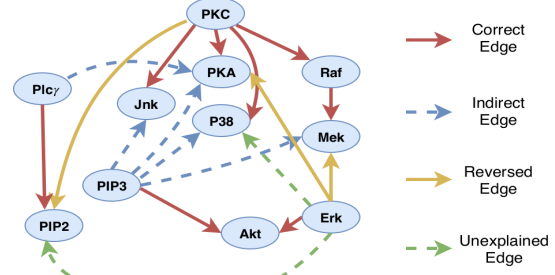 PKC
Correct
Edge
Plcγ
PKA
Raf
Jnk
Indirect
Edge
P38
Mek
PIP3
Reversed
Edge
PIP2
Akt
Erk
Unexplained
Edge